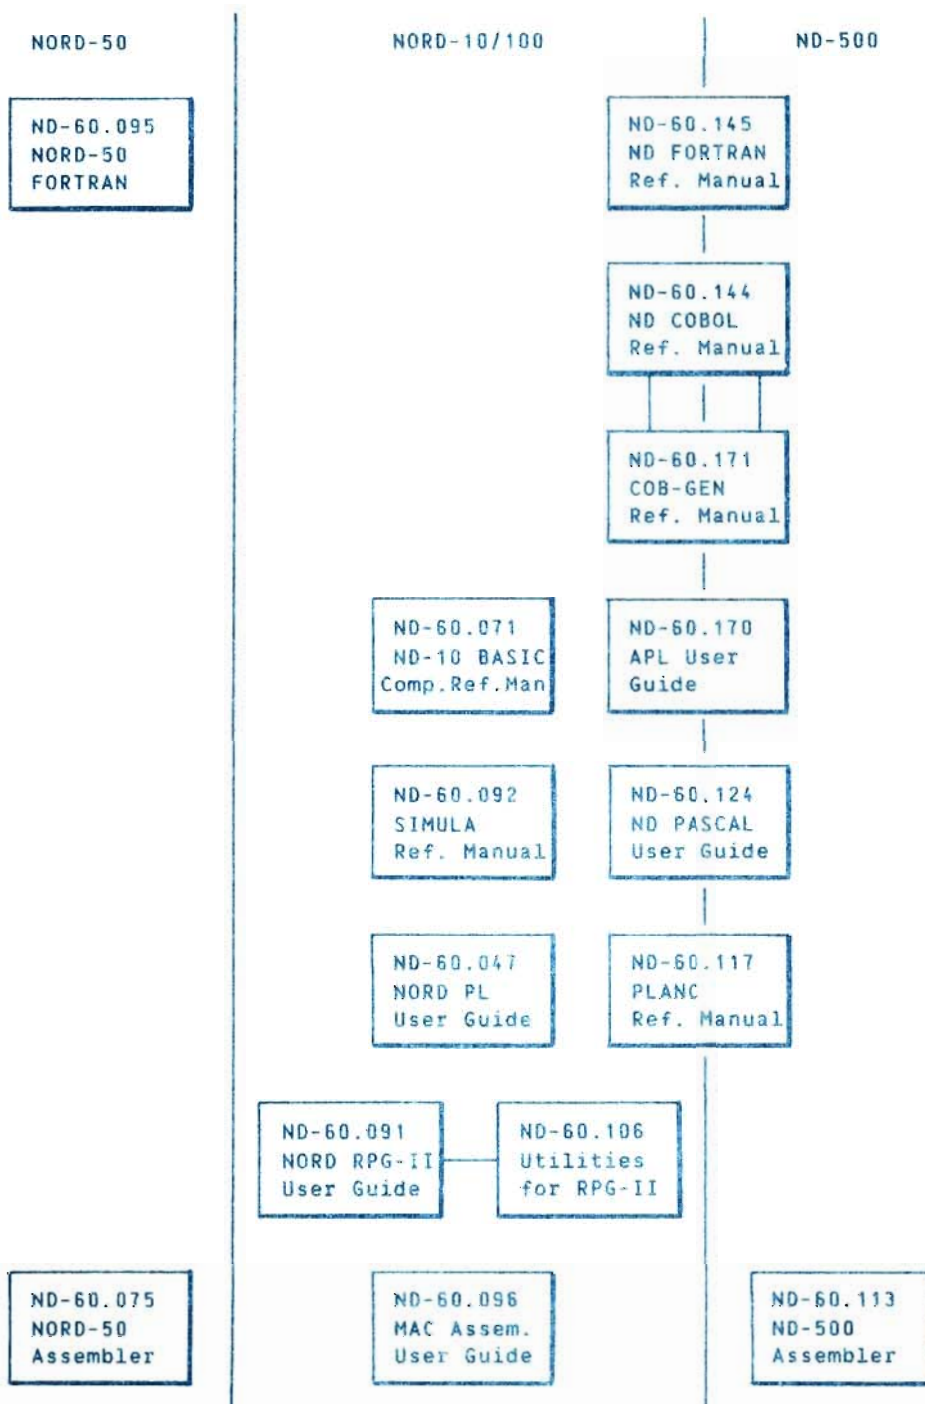 NORD-50
NORD-10/100
ND-500
ND-60.095
NORD-50
FORTRAN
ND-60.145
ND FORTRAN
Ref. Manual
ND-60.144
ND COBOL
Ref. Manual
ND-60.171
COB-GEN
Ref. Manual
ND-60.071
ND-10 BASIC
Comp.Ref.Man
ND-60.170
APL User
Guide
ND-60.092
SIMULA
Ref. Manual
ND-60.124
ND PASCAL
User Guide
ND-60.047
NORD PL
User Guide
ND-60.117
PLANC
Ref. Manual
ND-60.091
NORD RPG-II
User Guide
ND-60.106
Utilities
for RPG-II
ND-60.075
NORD-50
Assembler
ND-60.096
MAC Assem.
User Guide
ND-60.113
ND-500
Assembler